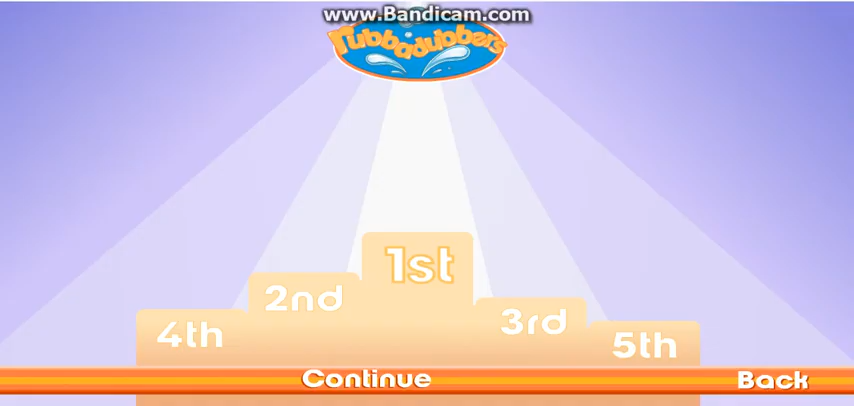 www.Bandicam.com
rubbadubbers
1st
2nd
3rd
4th
5th
Continue
Back